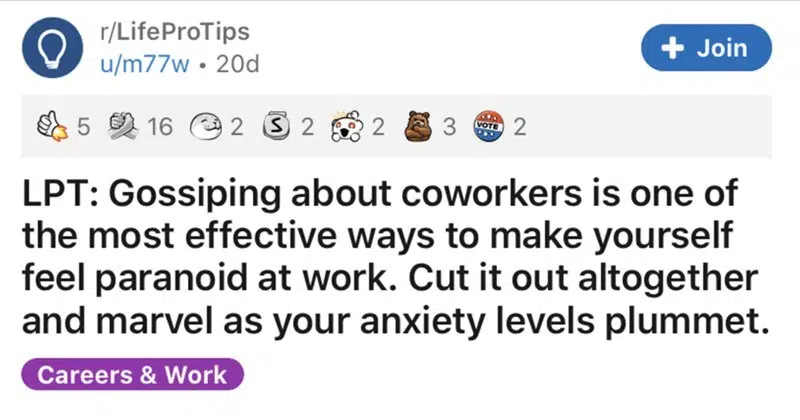 r/LifeProTips
u/m77w • 20d
+ Join
5 16 2 S 2 2 3 VOTE 2
LPT: Gossiping about coworkers is one of
the most effective ways to make yourself
feel paranoid at work. Cut it out altogether
and marvel as your anxiety levels plummet.
Careers & Work